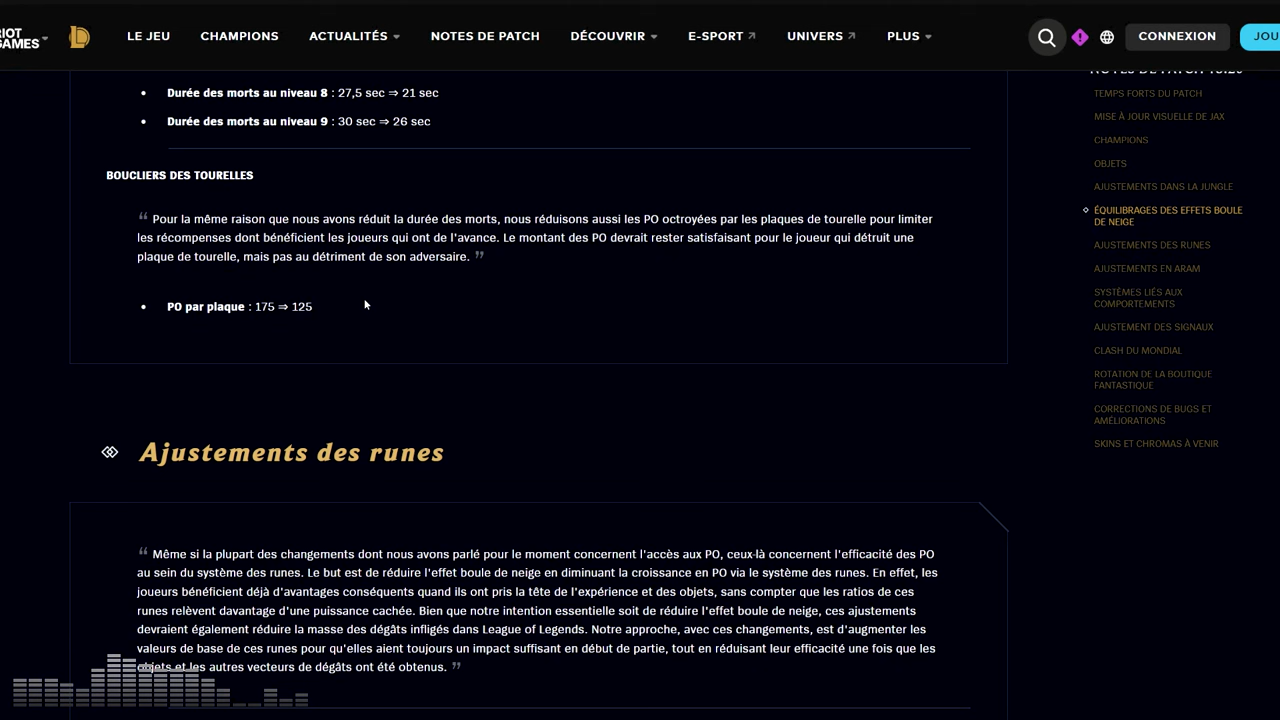 RIOT
GAMES
LE JEU
CHAMPIONS
ACTUALITÉS
NOTES DE PATCH
DÉCOUVRIR
E-SPORT
UNIVERS
PLUS
CONNEXION
JOU
Durée des morts au niveau 8 : 27,5 sec ⇒ 21 sec
Durée des morts au niveau 9 : 30 sec ⇒ 26 sec
BOUCLIERS DES TOURELLES
“ Pour la même raison que nous avons réduit la durée des morts, nous réduisons aussi les PO octroyées par les plaques de tourelle pour limiter
les récompenses dont bénéficient les joueurs qui ont de l'avance. Le montant des PO devrait rester satisfaisant pour le joueur qui détruit une
plaque de tourelle, mais pas au détriment de son adversaire. ”
PO par plaque : 175 ⇒ 125
Ajustements des runes
“ Même si la plupart des changements dont nous avons parlé pour le moment concernent l'accès aux PO, ceux-là concernent l'efficacité des PO
au sein du système des runes. Le but est de réduire l'effet boule de neige en diminuant la croissance en PO via le système des runes. En effet, les
joueurs bénéficient déjà d'avantages conséquents quand ils ont pris la tête de l'expérience et des objets, sans compter que les ratios de ces
runes relèvent davantage d'une puissance cachée. Bien que notre intention essentielle soit de réduire l'effet boule de neige, ces ajustements
devraient également réduire la masse des dégâts infligés dans League of Legends. Notre approche, avec ces changements, est d'augmenter les
valeurs de base de ces runes pour qu'elles aient toujours un impact suffisant en début de partie, tout en réduisant leur efficacité une fois que les
objets et les autres vecteurs de dégâts ont été obtenus. ”
NOTES DE PATCH
TEMPS FORTS DU PATCH
MISE À JOUR VISUELLE DE JAX
CHAMPIONS
OBJETS
AJUSTEMENTS DANS LA JUNGLE
ÉQUILIBRAGES DES EFFETS BOULE
DE NEIGE
AJUSTEMENTS DES RUNES
AJUSTEMENTS EN ARAM
SYSTÈMES LIÉS AUX
COMPORTEMENTS
AJUSTEMENT DES SIGNAUX
CLASH DU MONDIAL
ROTATION DE LA BOUTIQUE
FANTASTIQUE
CORRECTIONS DE BUGS ET
AMÉLIORATIONS
SKINS ET CHROMAS À VENIR